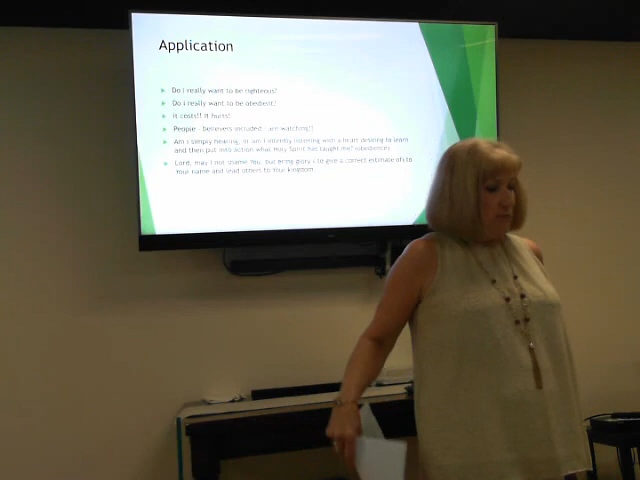 Application
Do I really want to be righteous?
Do I really want to be obedient?
It costs!! It hurts!
People - believers included - are watching!!
Am I simply hearing, or am I intently listening with a heart desiring to learn
and then put into action what Holy Spirit has taught me? (obedience)
Lord, may I not shame You, but bring glory ( to give a correct estimate of) to
Your name and lead others to Your kingdom.